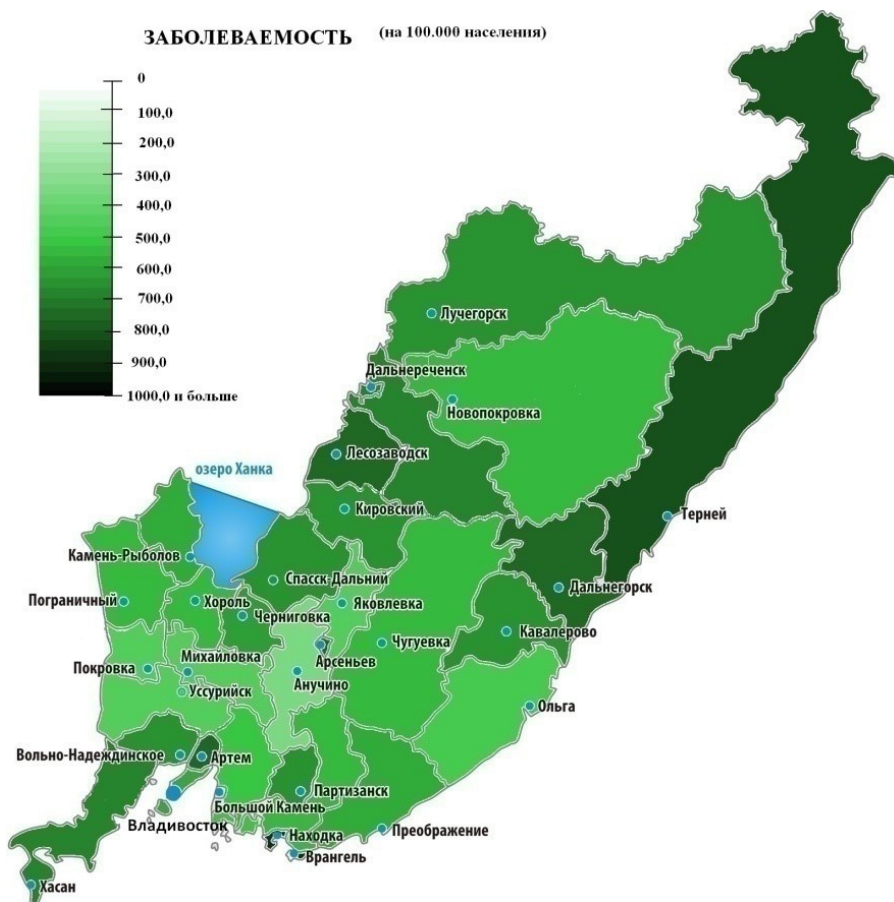 ЗАБОЛЕВАЕМОСТЬ (на 100.000 населения)
0
100,0
200,0
300,0
400,0
500,0
600,0
700,0
800,0
900,0
1000,0 и больше
Лучегорск
Дальнереченск
Новопокровка
Лесозаводск
озеро Ханка
Кировский
Терней
Камень-Рыболов
Спасск-Дальний
Дальнегорск
Пограничный
Хороль
Яковлевка
Черниговка
Чугуевка
Кавалерово
Михайловка
Арсеньев
Покровка
Анучино
Уссурийск
Ольга
Вольно-Надеждинское
Артем
Партизанск
Большой Камень
Владивосток
Преображение
Находка
Врангель
Хасан